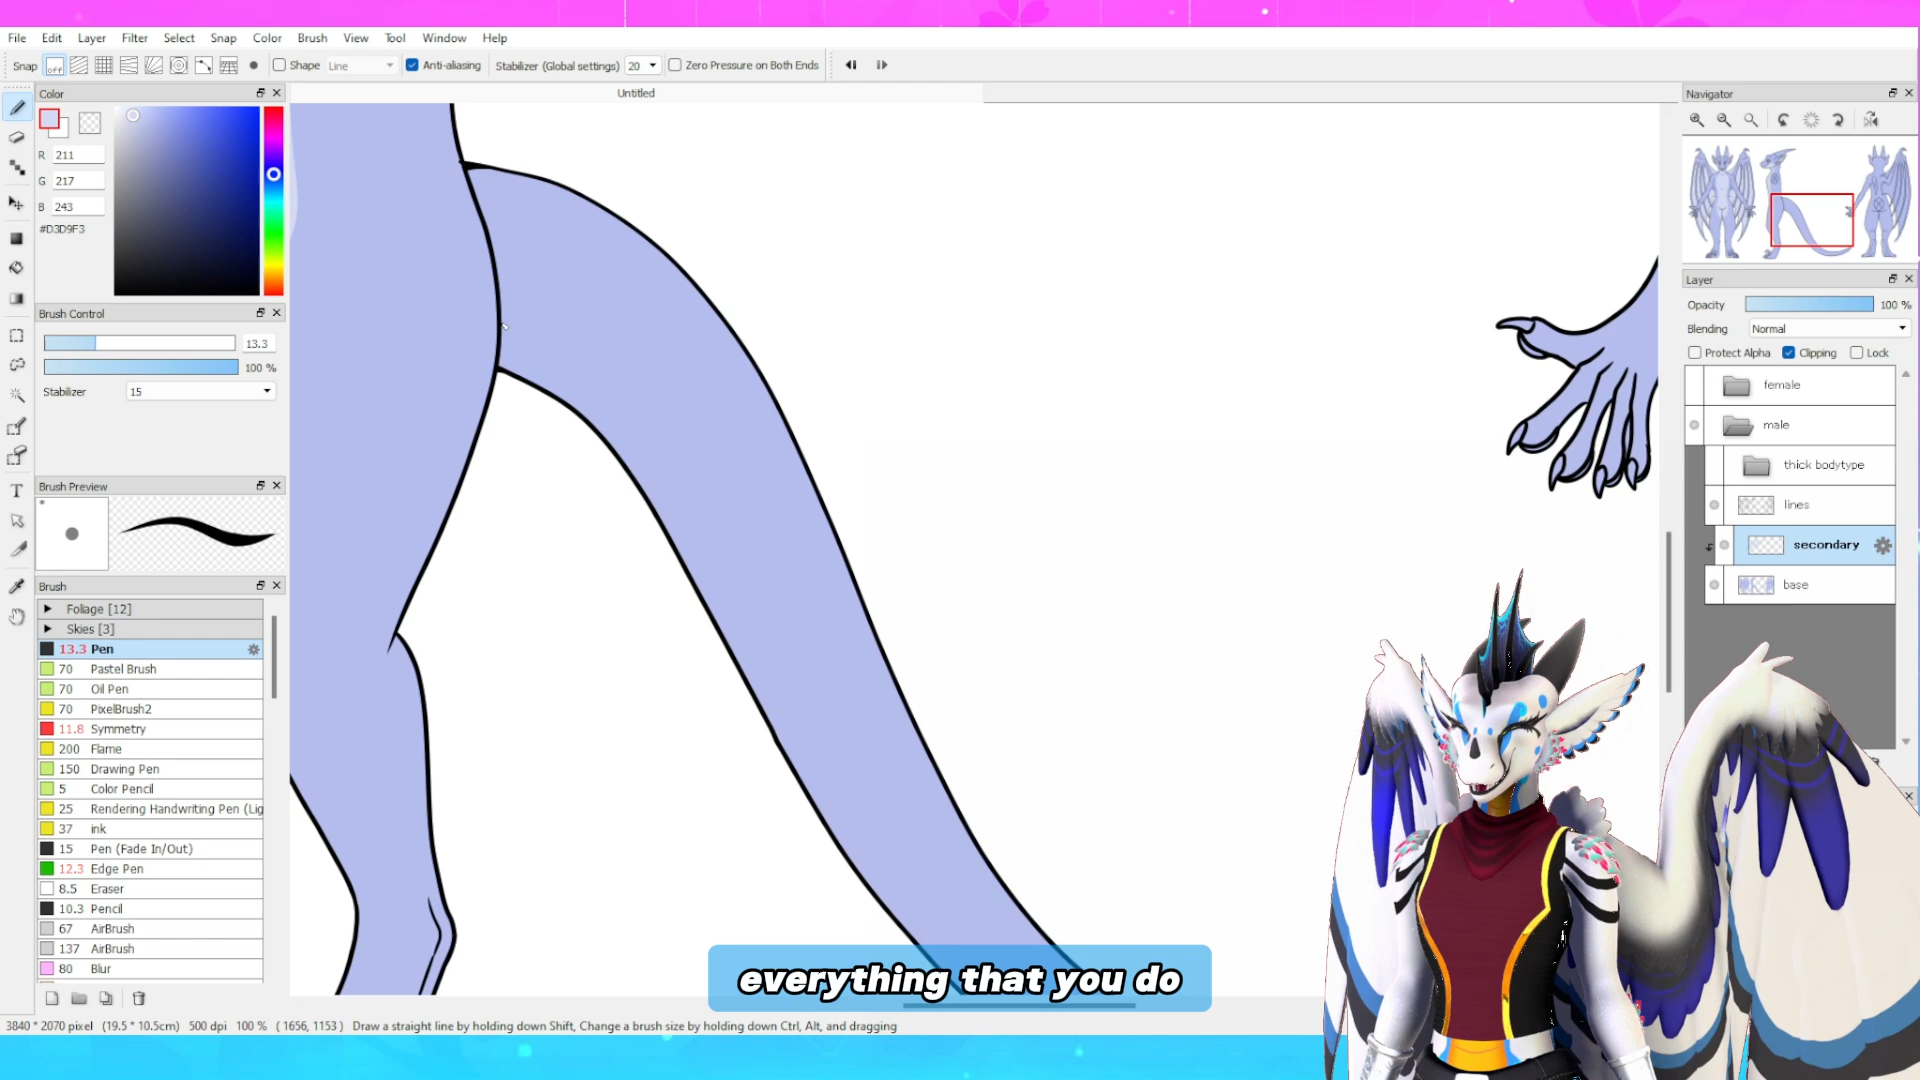 File Edit Layer Filter Select Snap Color Brush View Tool Window Help
Snap off Shape Line Anti-aliasing Stabilizer (Global settings) 20 Zero Pressure on Both Ends
Color
Untitled
Navigator
R 211
G 217
B 243
#D3D9F3
Brush Control
13.3
100 %
Stabilizer 15
Brush Preview
Brush
Foliage [12]
Skies [3]
13.3 Pen
70 Pastel Brush
70 Oil Pen
70 PixelBrush2
11.8 Symmetry
200 Flame
150 Drawing Pen
5 Color Pencil
25 Rendering Handwriting Pen (Lig
37 ink
15 Pen (Fade In/Out)
12.3 Edge Pen
8.5 Eraser
10.3 Pencil
67 AirBrush
137 AirBrush
80 Blur
Layer
Opacity 100 %
Blending Normal
Protect Alpha Clipping Lock
female
male
thick bodytype
lines
secondary
base
everything that you do
3840 * 2070 pixel (19.5 * 10.5cm) 500 dpi 100 % ( 1656, 1153 ) Draw a straight line by holding down Shift, Change a brush size by holding down Ctrl, Alt, and dragging